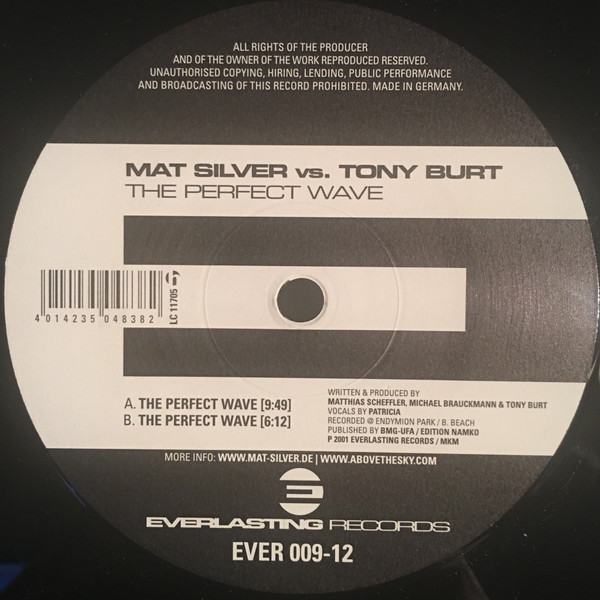 ALL RIGHTS OF THE PRODUCER
AND OF THE OWNER OF THE WORK REPRODUCED RESERVED.
UNAUTHORISED COPYING, HIRING, LENDING, PUBLIC PERFORMANCE
AND BROADCASTING OF THIS RECORD PROHIBITED. MADE IN GERMANY.
MAT SILVER vs. TONY BURT
THE PERFECT WAVE
4 014235 048382
LC 11705
A. THE PERFECT WAVE [9:49]
B. THE PERFECT WAVE [6:12]
WRITTEN & PRODUCED BY
MATTHIAS SCHEFFLER, MICHAEL BRAUCKMANN & TONY BURT
VOCALS BY PATRICIA
RECORDED @ ENDYMION PARK / B. BEACH
PUBLISHED BY BMG-UFA / EDITION NAMKO
P 2001 EVERLASTING RECORDS / MKM
MORE INFO: WWW.MAT-SILVER.DE | WWW.ABOVETHESKY.COM
EVERLASTING RECORDS
EVER 009-12